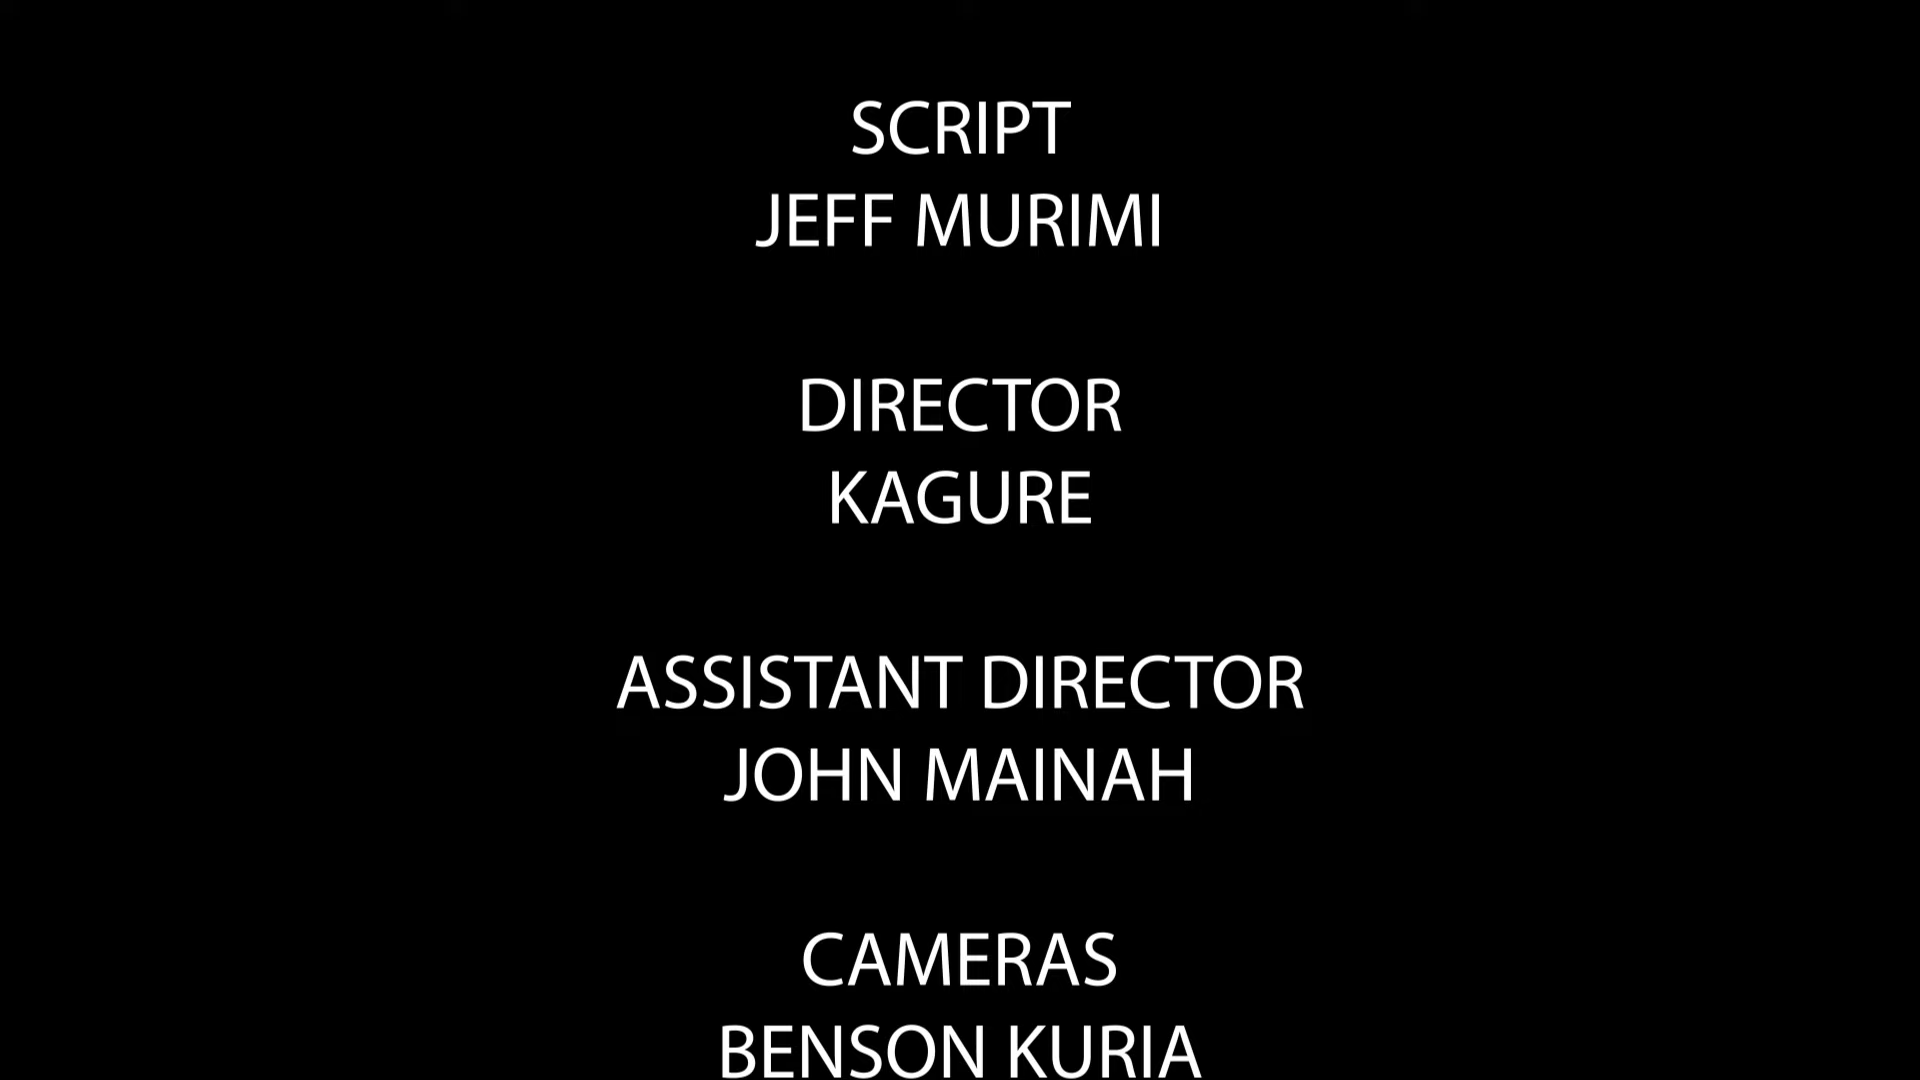 SCRIPT
JEFF MURIMI
DIRECTOR
KAGURE
ASSISTANT DIRECTOR
JOHN MAINAH
CAMERAS
BENSON KURIA